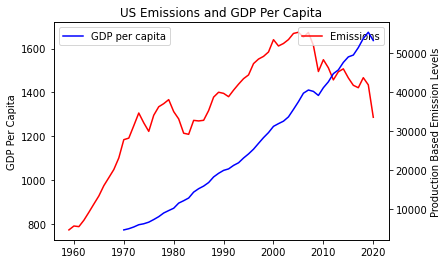 US Emissions and GDP Per Capita
GDP per capita
Emissions
GDP Per Capita
1600
1400
1200
1000
800
50000
40000
30000
20000
10000
Production Based Emission Levels
1960 1970 1980 1990 2000 2010 2020